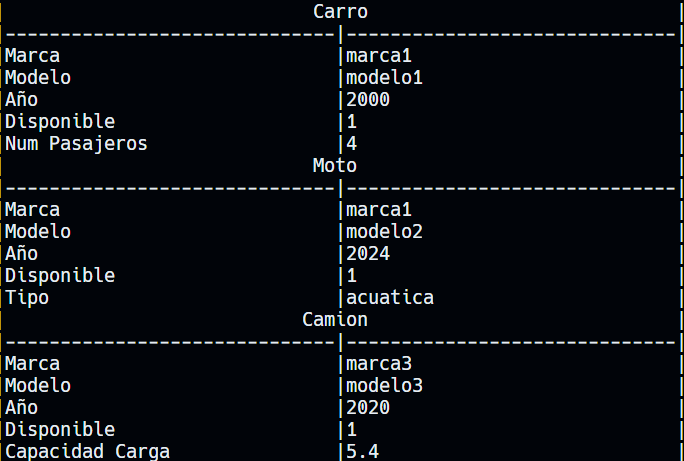 |                            Carro                            |
|------------------------------|------------------------------|
|Marca                         |marca1                        |
|Modelo                        |modelo1                       |
|Año                           |2000                          |
|Disponible                    |1                             |
|Num Pasajeros                 |4                             |
|                            Moto                             |
|------------------------------|------------------------------|
|Marca                         |marca1                        |
|Modelo                        |modelo2                       |
|Año                           |2024                          |
|Disponible                    |1                             |
|Tipo                          |acuatica                      |
|                           Camion                            |
|------------------------------|------------------------------|
|Marca                         |marca3                        |
|Modelo                        |modelo3                       |
|Año                           |2020                          |
|Disponible                    |1                             |
|Capacidad Carga               |5.4                           |